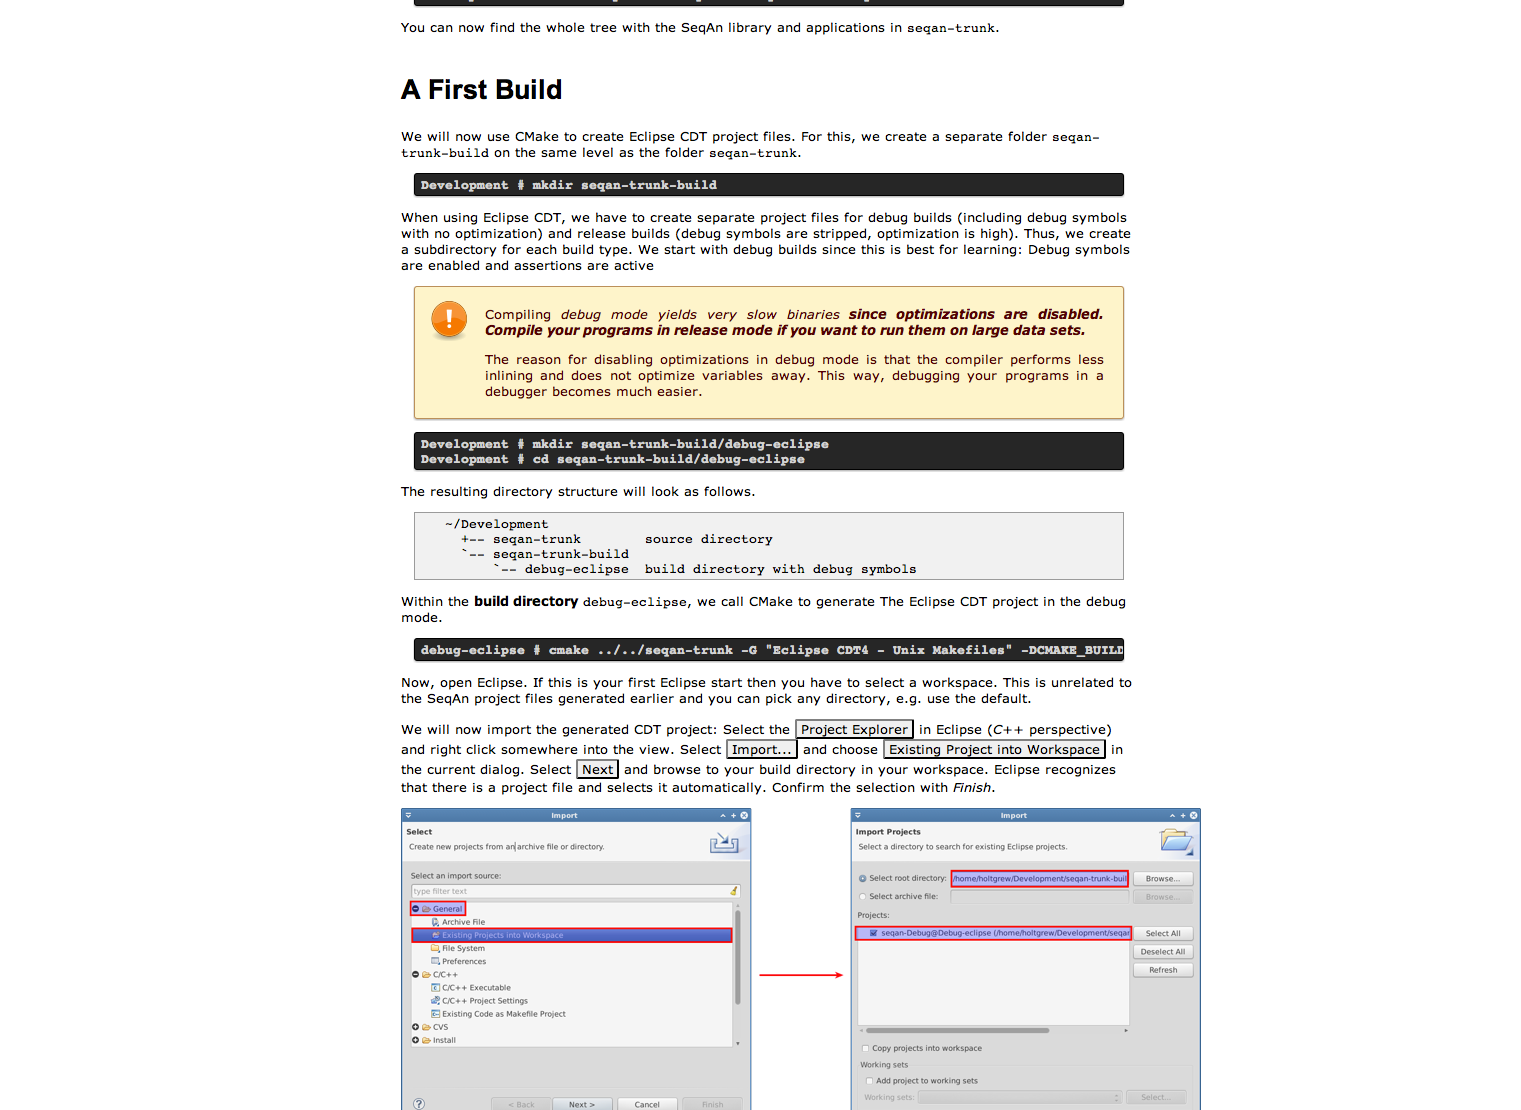 You can now find the whole tree with the SeqAn library and applications in seqan-trunk.
A First Build
We will now use CMake to create Eclipse CDT project files. For this, we create a separate folder seqan-
trunk-build on the same level as the folder seqan-trunk.
Development # mkdir seqan-trunk-build
When using Eclipse CDT, we have to create separate project files for debug builds (including debug symbols
with no optimization) and release builds (debug symbols are stripped, optimization is high). Thus, we create
a subdirectory for each build type. We start with debug builds since this is best for learning: Debug symbols
are enabled and assertions are active
Compiling debug mode yields very slow binaries since optimizations are disabled.
Compile your programs in release mode if you want to run them on large data sets.
The reason for disabling optimizations in debug mode is that the compiler performs less
inlining and does not optimize variables away. This way, debugging your programs in a
debugger becomes much easier.
Development # mkdir seqan-trunk-build/debug-eclipse
Development # cd seqan-trunk-build/debug-eclipse
The resulting directory structure will look as follows.
~/Development
+-- seqan-trunk source directory
`-- seqan-trunk-build
`-- debug-eclipse build directory with debug symbols
Within the build directory debug-eclipse, we call CMake to generate The Eclipse CDT project in the debug
mode.
debug-eclipse # cmake ../../seqan-trunk -G "Eclipse CDT4 - Unix Makefiles" -DCMAKE_BUILD
Now, open Eclipse. If this is your first Eclipse start then you have to select a workspace. This is unrelated to
the SeqAn project files generated earlier and you can pick any directory, e.g. use the default.
We will now import the generated CDT project: Select the Project Explorer in Eclipse (C++ perspective)
and right click somewhere into the view. Select Import... and choose Existing Project into Workspace in
the current dialog. Select Next and browse to your build directory in your workspace. Eclipse recognizes
that there is a project file and selects it automatically. Confirm the selection with Finish.
Import
Select
Create new projects from an archive file or directory.
Select an import source:
type filter text
General
Archive File
Existing Projects into Workspace
File System
Preferences
C/C++
C/C++ Executable
C/C++ Project Settings
Existing Code as Makefile Project
CVS
Install
< Back Next > Cancel Finish
Import
Import Projects
Select a directory to search for existing Eclipse projects.
Select root directory: /home/holtgrew/Development/seqan-trunk-buil Browse...
Select archive file: Browse...
Projects:
seqan-Debug@Debug-eclipse (/home/holtgrew/Development/seqan Select All
Deselect All
Refresh
Copy projects into workspace
Working sets
Add project to working sets
Working sets: Select...